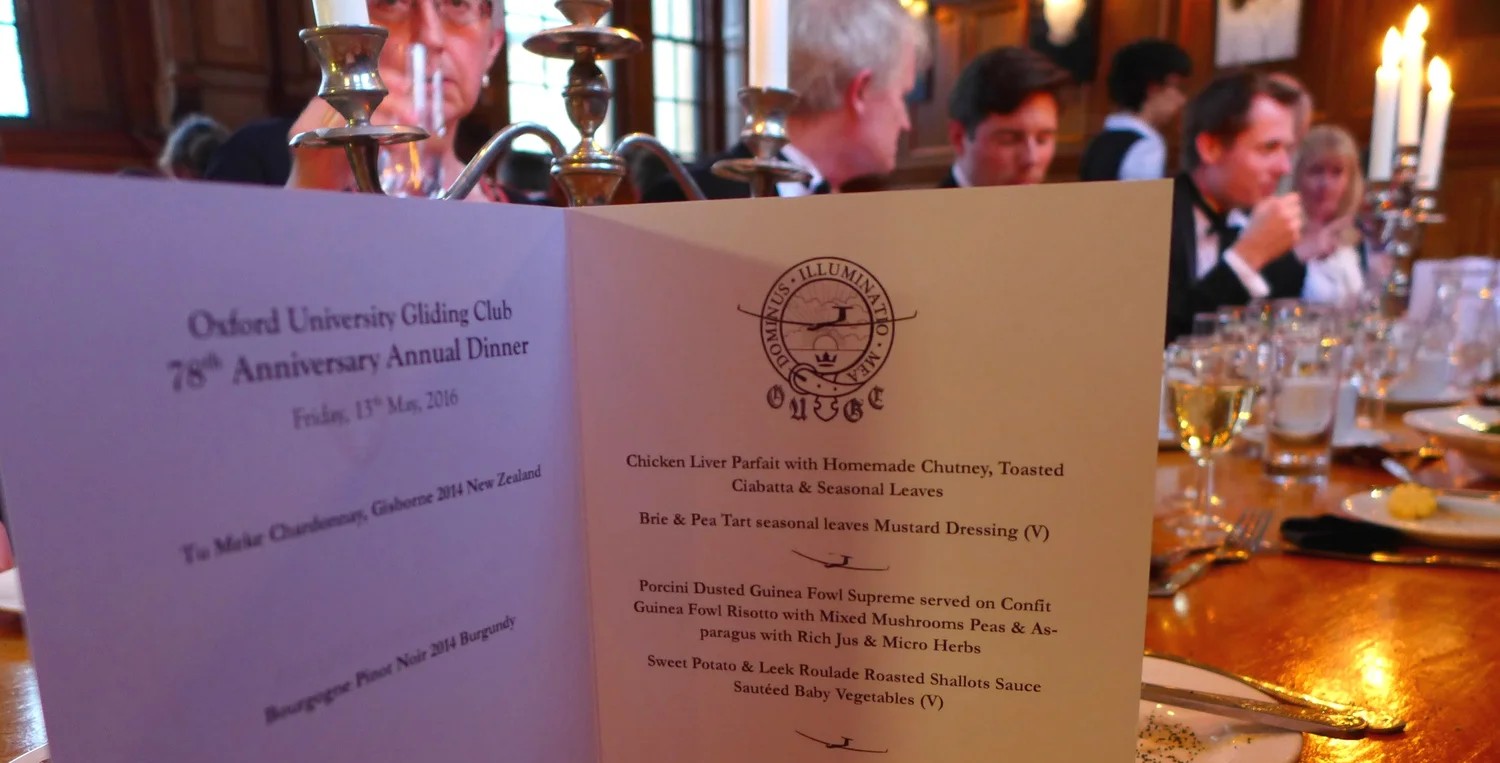 Oxford University Gliding Club
78th Anniversary Annual Dinner
Friday, 13th May, 2016
Tu Meke Chardonnay, Gisborne 2014 New Zealand
Bourgogne Pinot Noir 2014 Burgundy
DOMINUS · ILLUMINATIO · MEA
OUGC
Chicken Liver Parfait with Homemade Chutney, Toasted
Ciabatta & Seasonal Leaves
Brie & Pea Tart seasonal leaves Mustard Dressing (V)
Porcini Dusted Guinea Fowl Supreme served on Confit
Guinea Fowl Risotto with Mixed Mushrooms Peas & As-
paragus with Rich Jus & Micro Herbs
Sweet Potato & Leek Roulade Roasted Shallots Sauce
Sautéed Baby Vegetables (V)